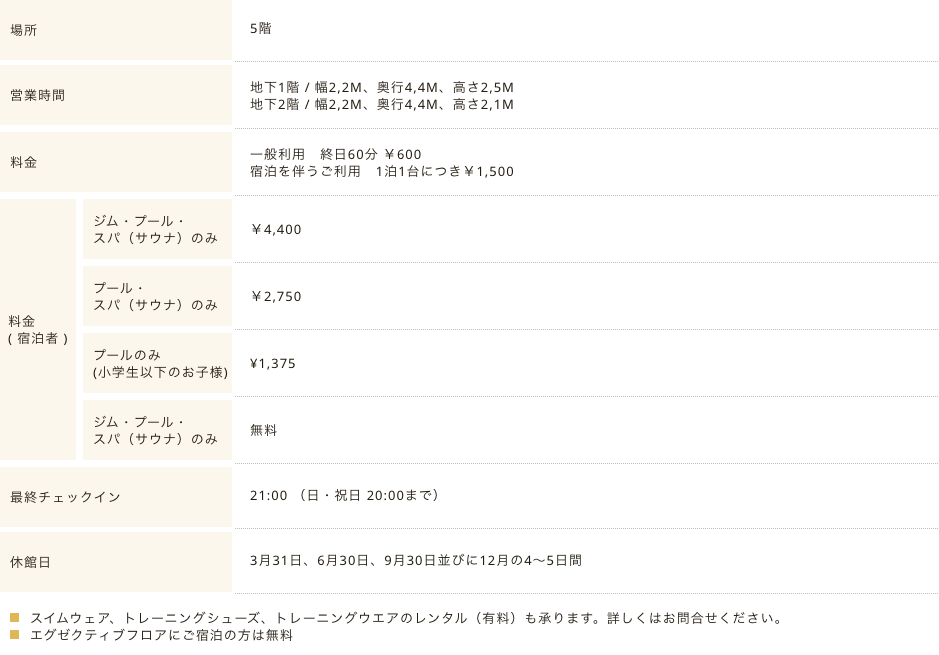 場所
5階
営業時間
地下1階 / 幅2,2M、奥行4,4M、高さ2,5M
地下2階 / 幅2,2M、奥行4,4M、高さ2,1M
料金
一般利用　終日60分 ￥600
宿泊を伴うご利用　1泊1台につき￥1,500
料金
( 宿泊者 )
ジム・プール・
スパ（サウナ）のみ
￥4,400
プール・
スパ（サウナ）のみ
￥2,750
プールのみ
(小学生以下のお子様)
¥1,375
ジム・プール・
スパ（サウナ）のみ
無料
最終チェックイン
21:00 （日・祝日 20:00まで）
休館日
3月31日、6月30日、9月30日並びに12月の4〜5日間
スイムウェア、トレーニングシューズ、トレーニングウエアのレンタル（有料）も承ります。詳しくはお問合せください。
エグゼクティブフロアにご宿泊の方は無料